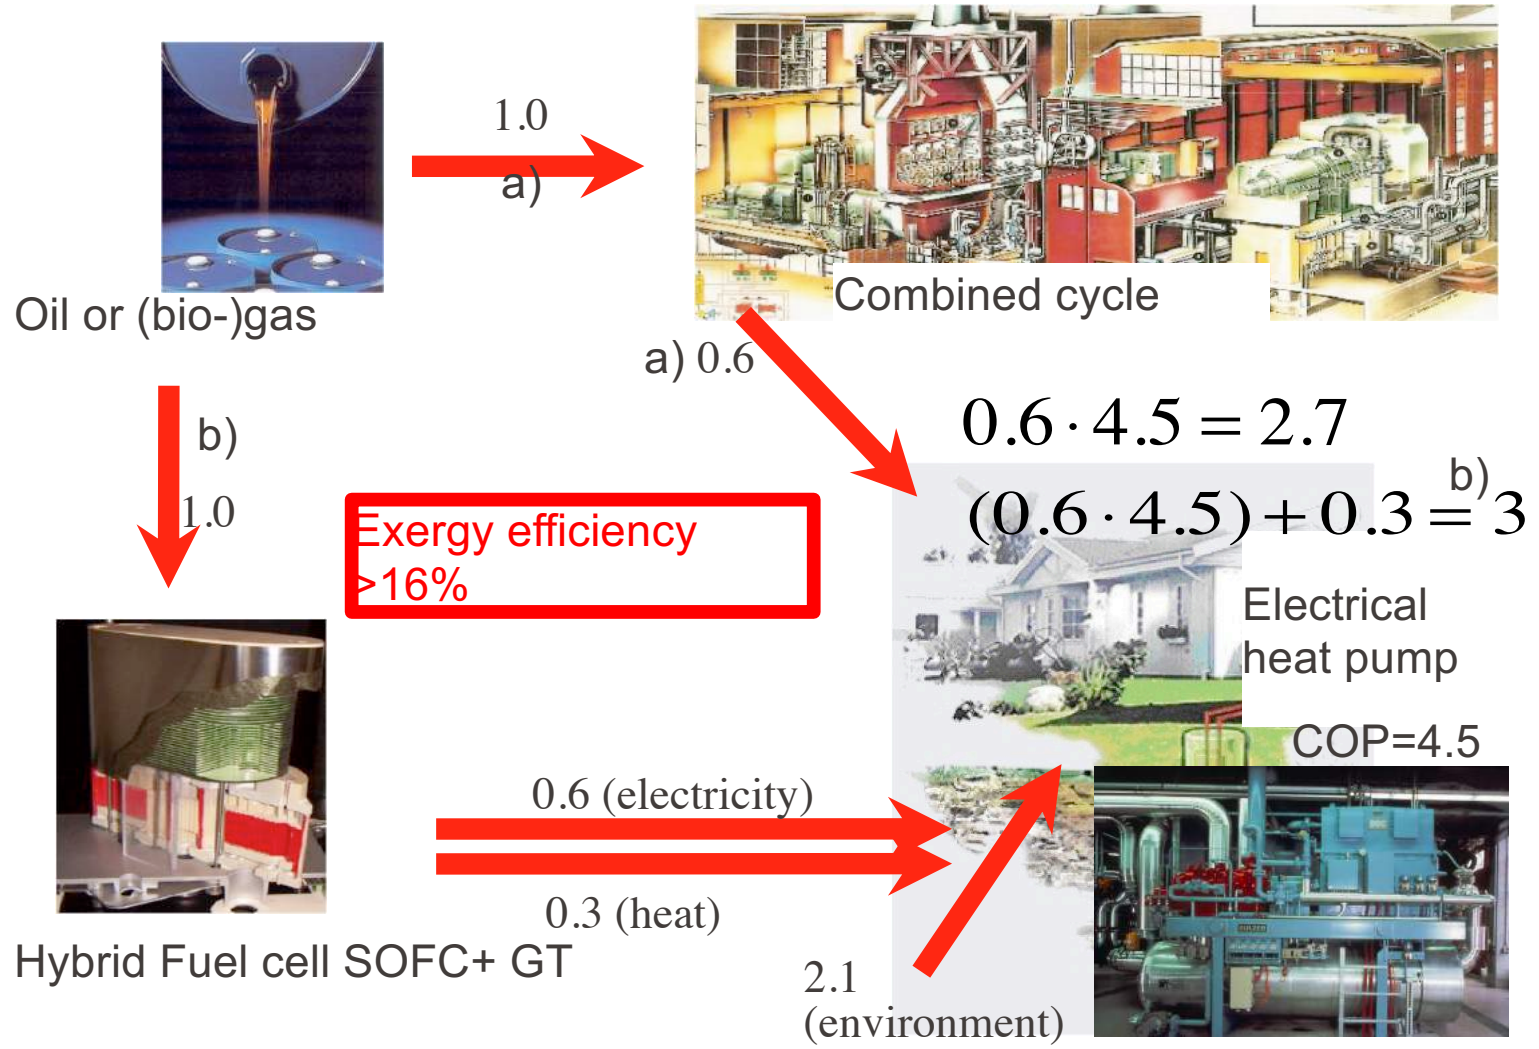 1.0
a)
Oil or (bio-)gas
Combined cycle
a) 0.6
b)
1.0
0.6 · 4.5 = 2.7
b)
(0.6 · 4.5) + 0.3 = 3
Exergy efficiency
>16%
Electrical
heat pump
COP=4.5
0.6 (electricity)
0.3 (heat)
Hybrid Fuel cell SOFC+ GT
2.1
(environment)